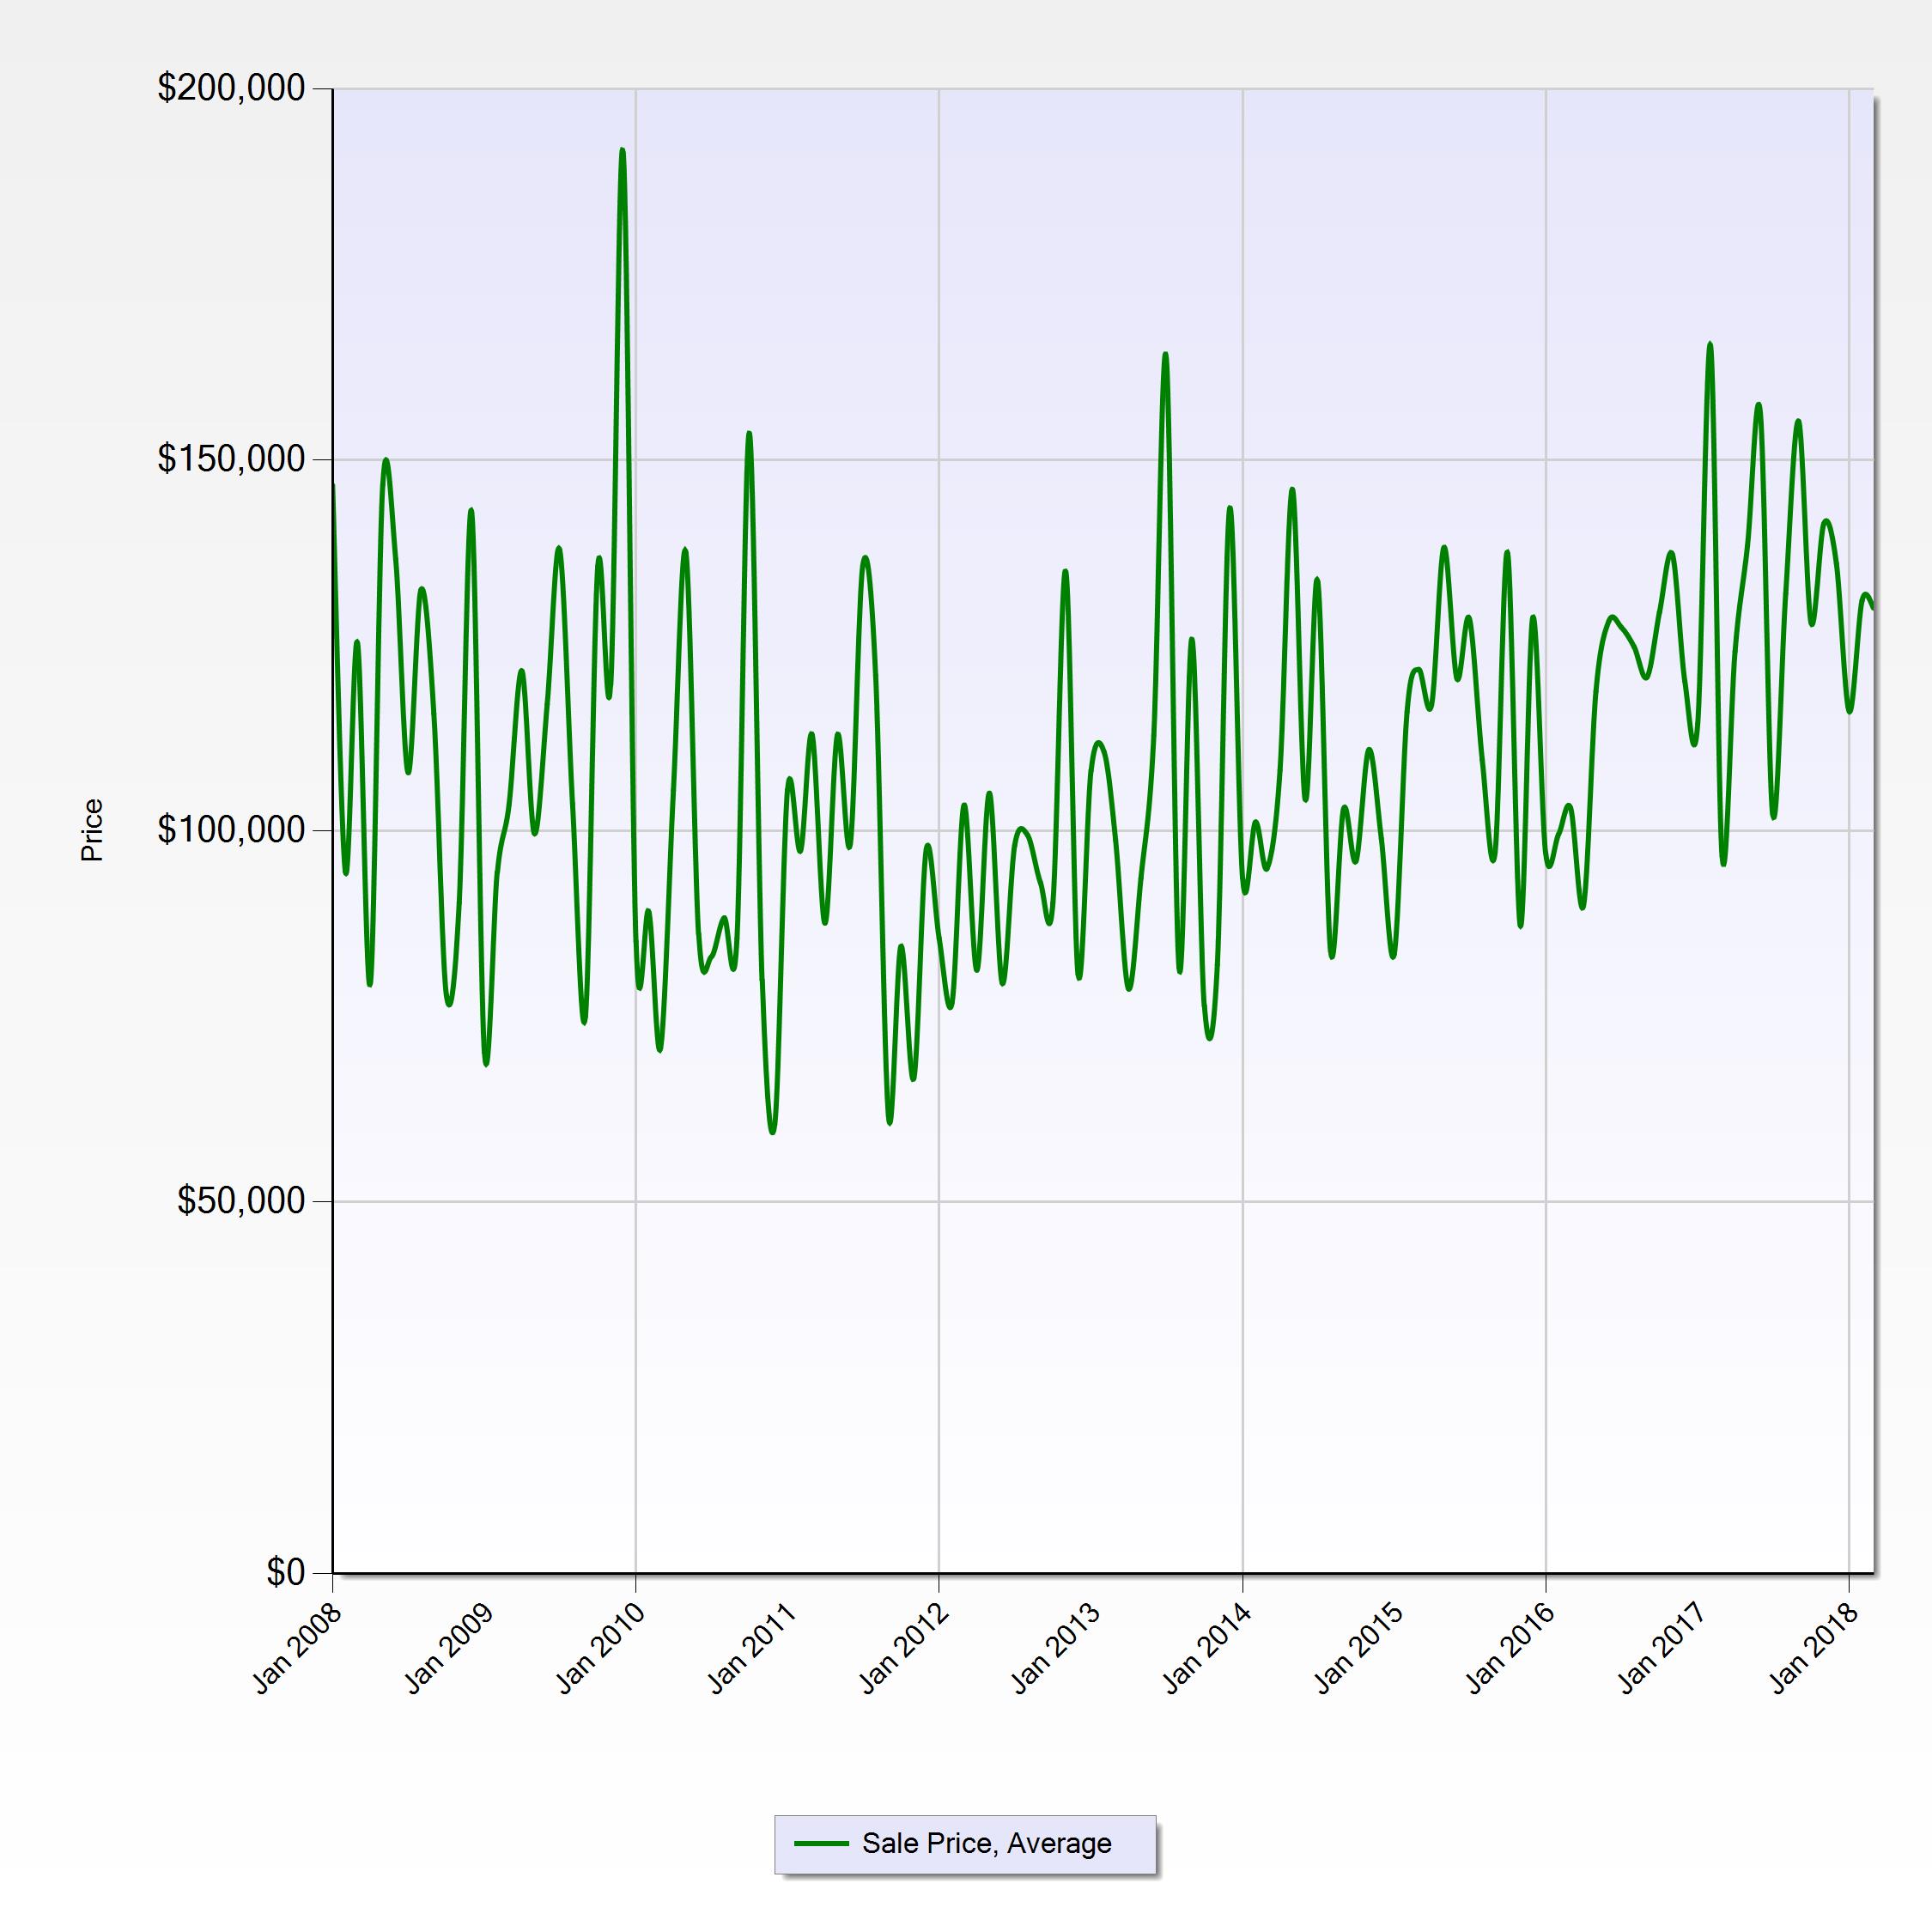 $200,000
$150,000
$100,000
$50,000
$0
Price
Jan 2008
Jan 2009
Jan 2010
Jan 2011
Jan 2012
Jan 2013
Jan 2014
Jan 2015
Jan 2016
Jan 2017
Jan 2018
Sale Price, Average